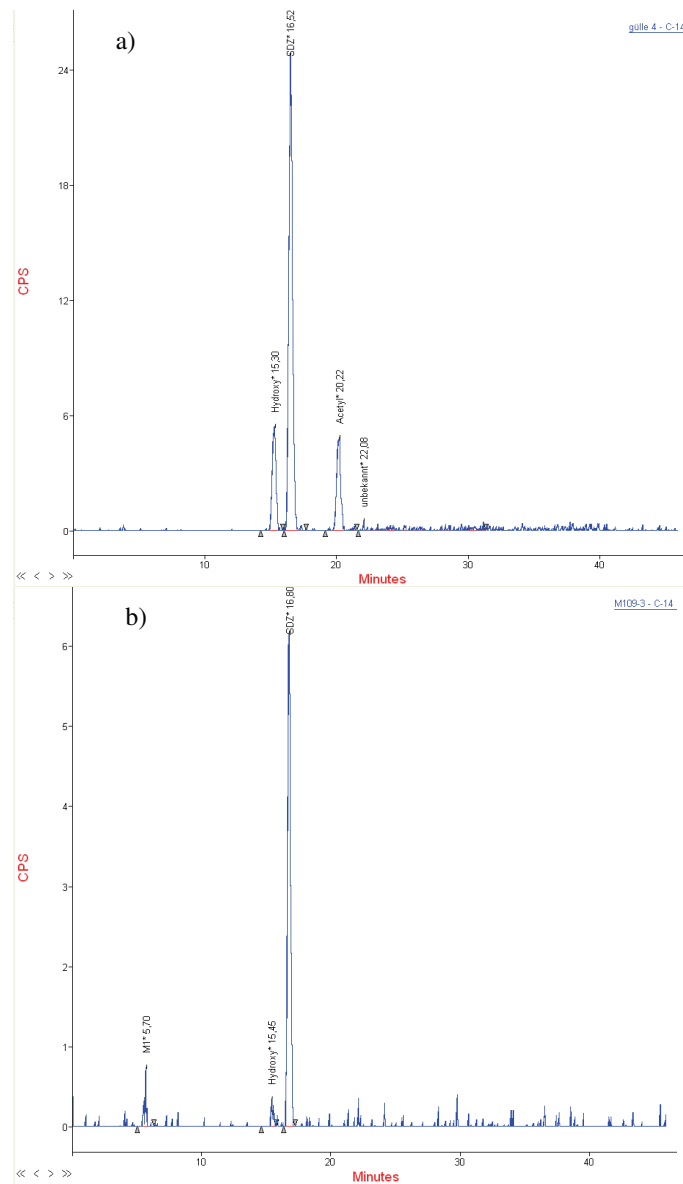 a)
gülle 4 - C-14
SDZ* 16,52
24
18
CPS
12
Hydroxy* 15,30
Acetyl* 20,22
6
unbekannt* 22,08
0
10
20
30
40
<< < > >>
Minutes
b)
M109-3 - C-14
SDZ* 16,80
6
5
4
CPS
3
2
M1* 5,70
1
Hydroxy* 15,45
0
10
20
30
40
<< < > >>
Minutes